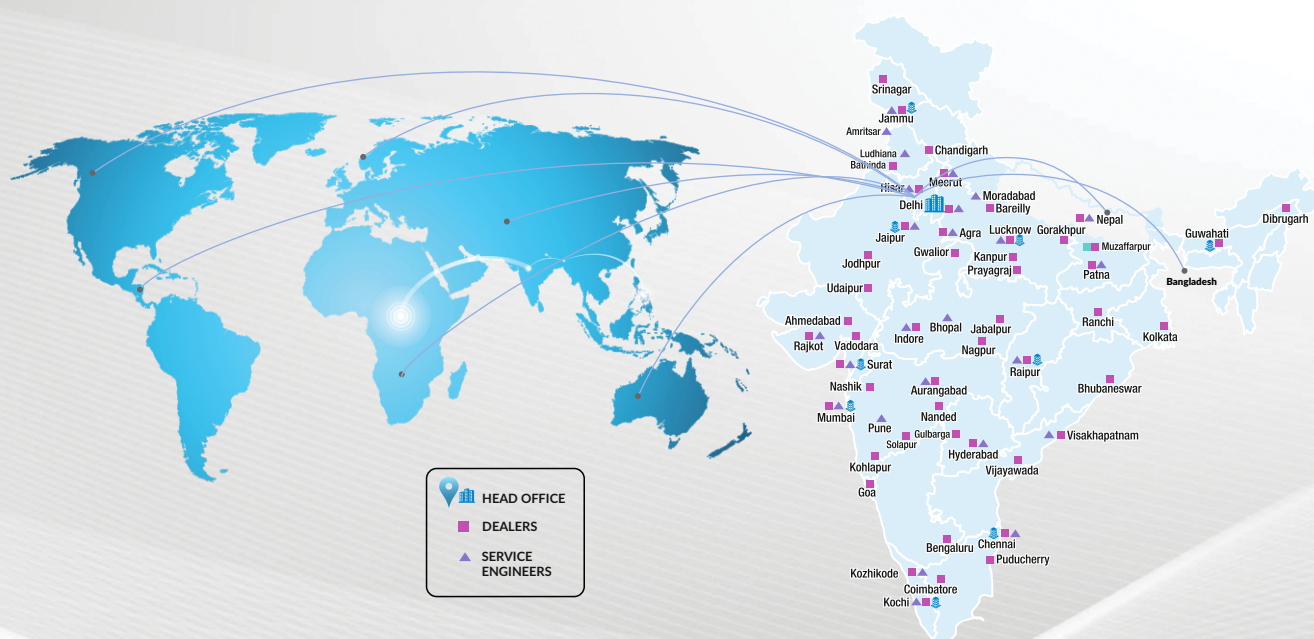 Srinagar
Jammu
Amritsar
Ludhiana
Chandigarh
Bathinda
Hisar
Meerut
Delhi
Moradabad
Bareilly
Dibrugarh
Nepal
Jaipur
Agra
Lucknow
Gorakhpur
Guwahati
Muzaffarpur
Gwalior
Kanpur
Jodhpur
Prayagraj
Patna
Bangladesh
Udaipur
Ahmedabad
Bhopal
Jabalpur
Ranchi
Kolkata
Rajkot
Vadodara
Indore
Nagpur
Surat
Raipur
Nashik
Aurangabad
Bhubaneswar
Mumbai
Nanded
Pune
Gulbarga
Visakhapatnam
Solapur
Hyderabad
Kohlapur
Vijayawada
Goa
HEAD OFFICE
DEALERS
SERVICE
ENGINEERS
Bengaluru
Chennai
Puducherry
Kozhikode
Coimbatore
Kochi